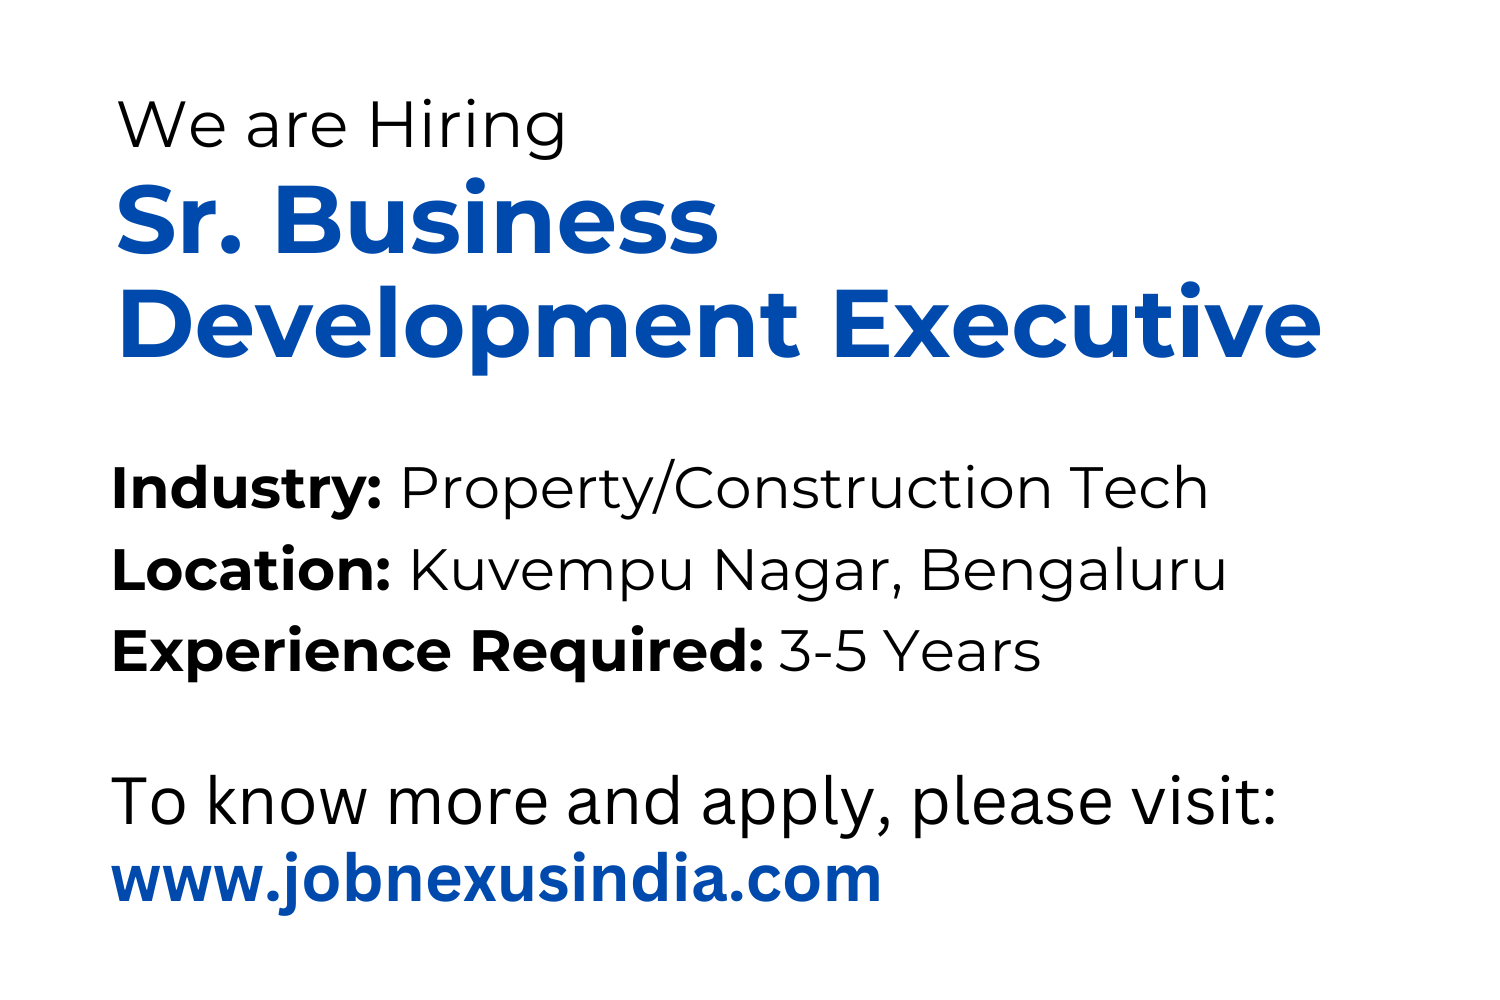 We are Hiring
Sr. Business
Development Executive
Industry: Property/Construction Tech
Location: Kuvempu Nagar, Bengaluru
Experience Required: 3-5 Years
To know more and apply, please visit:
www.jobnexusindia.com